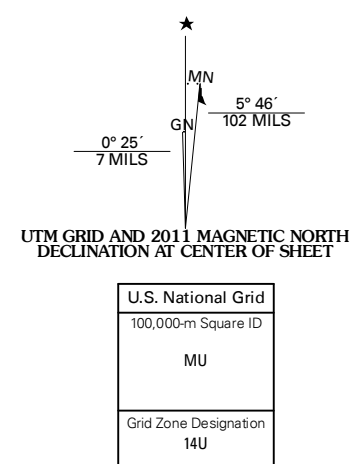 MN
GN
5° 46´
102 MILS
0° 25´
7 MILS
UTM GRID AND 2011 MAGNETIC NORTH
DECLINATION AT CENTER OF SHEET
U.S. National Grid
100,000-m Square ID
MU
Grid Zone Designation
14U